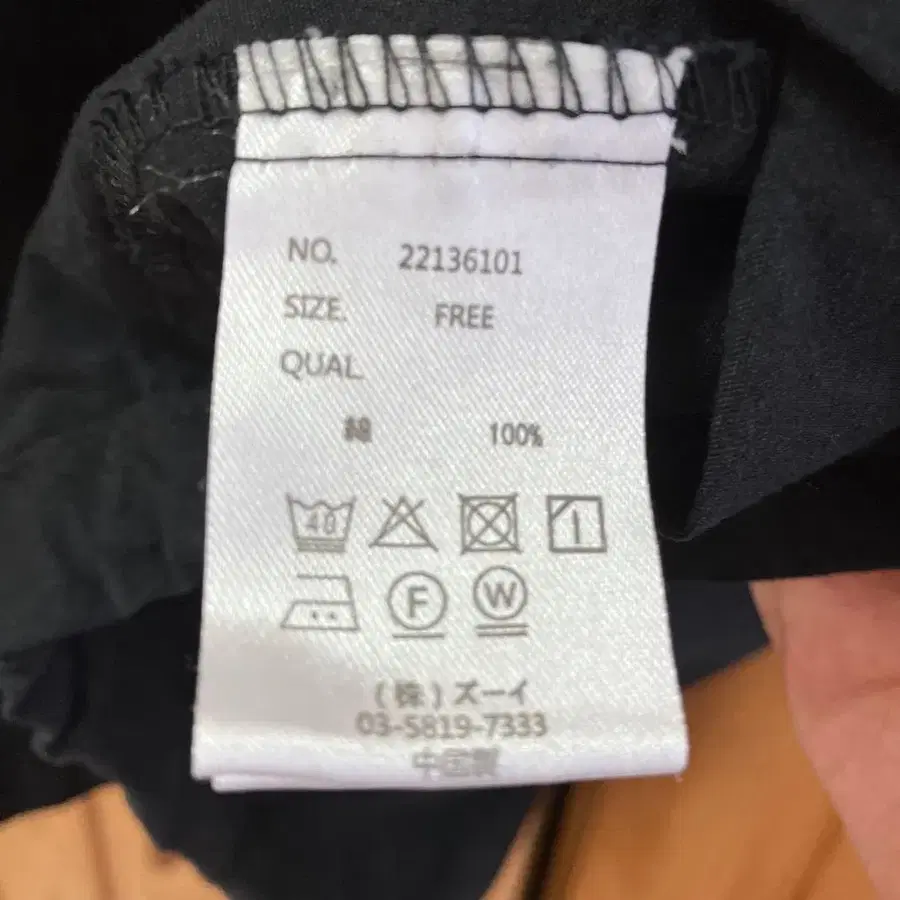 NO. 22136101
SIZE. FREE
QUAL.
綿 100%
40
F W
(株)ズーイ
03-5819-7333
中国製